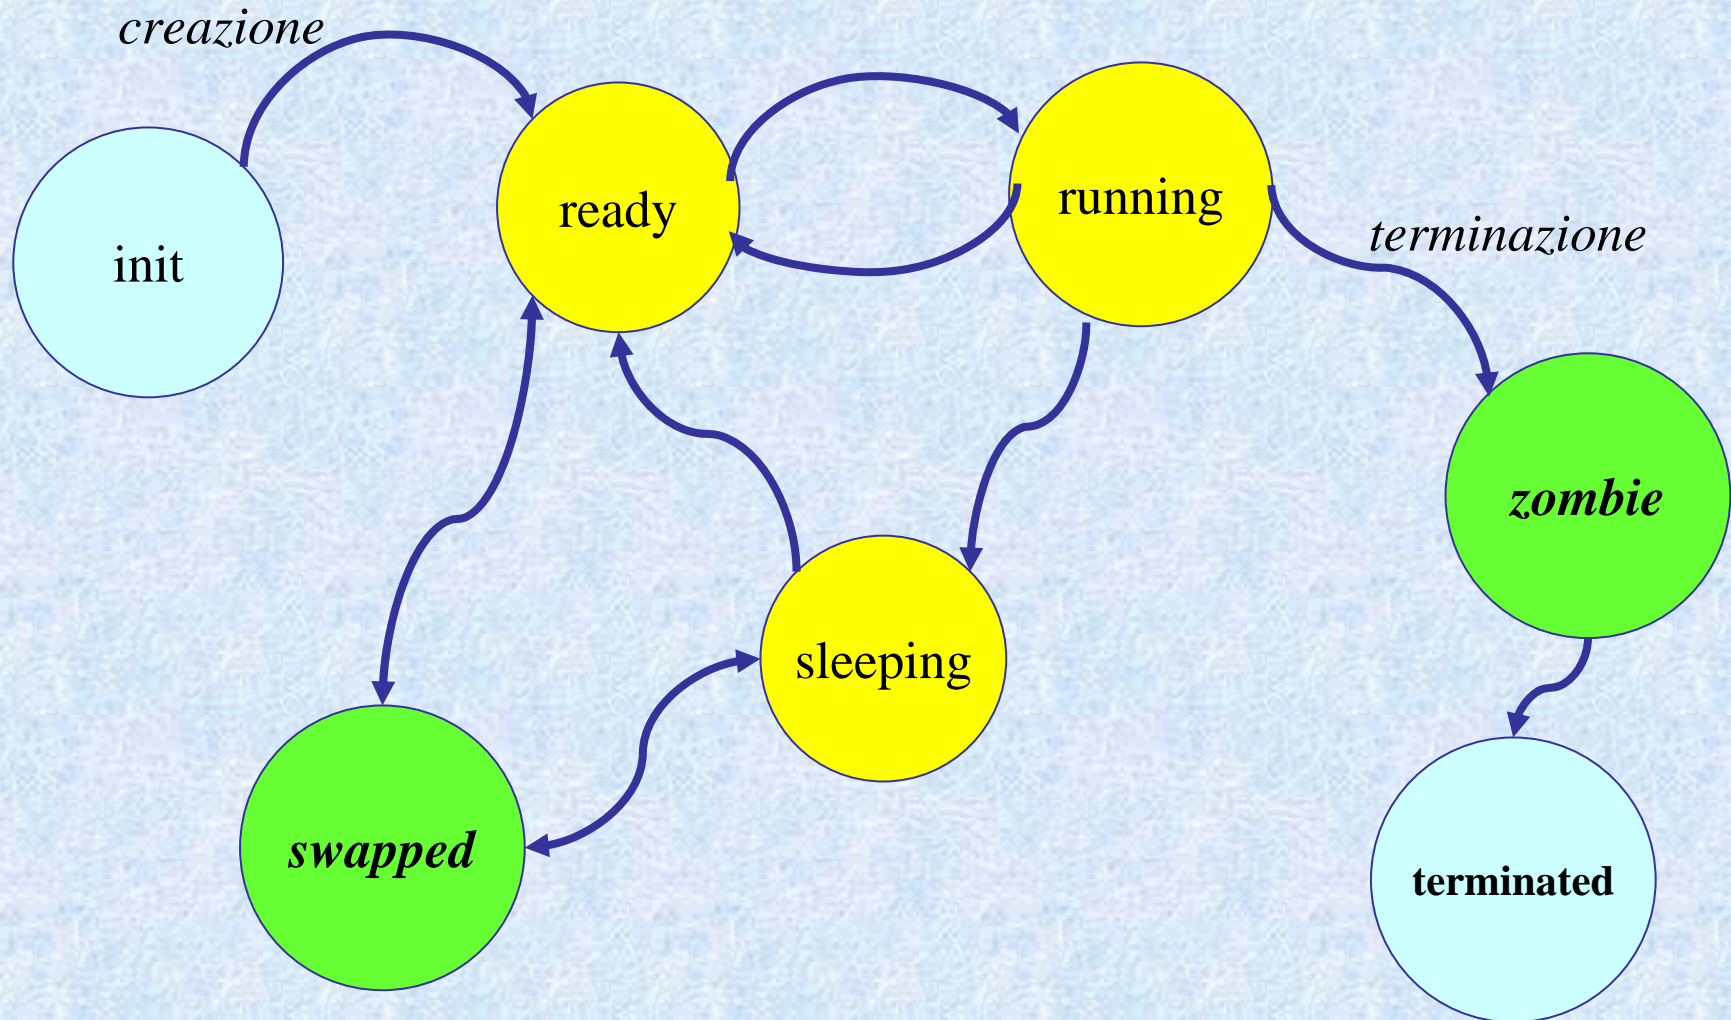 creazione
init
ready
running
terminazione
zombie
sleeping
swapped
terminated